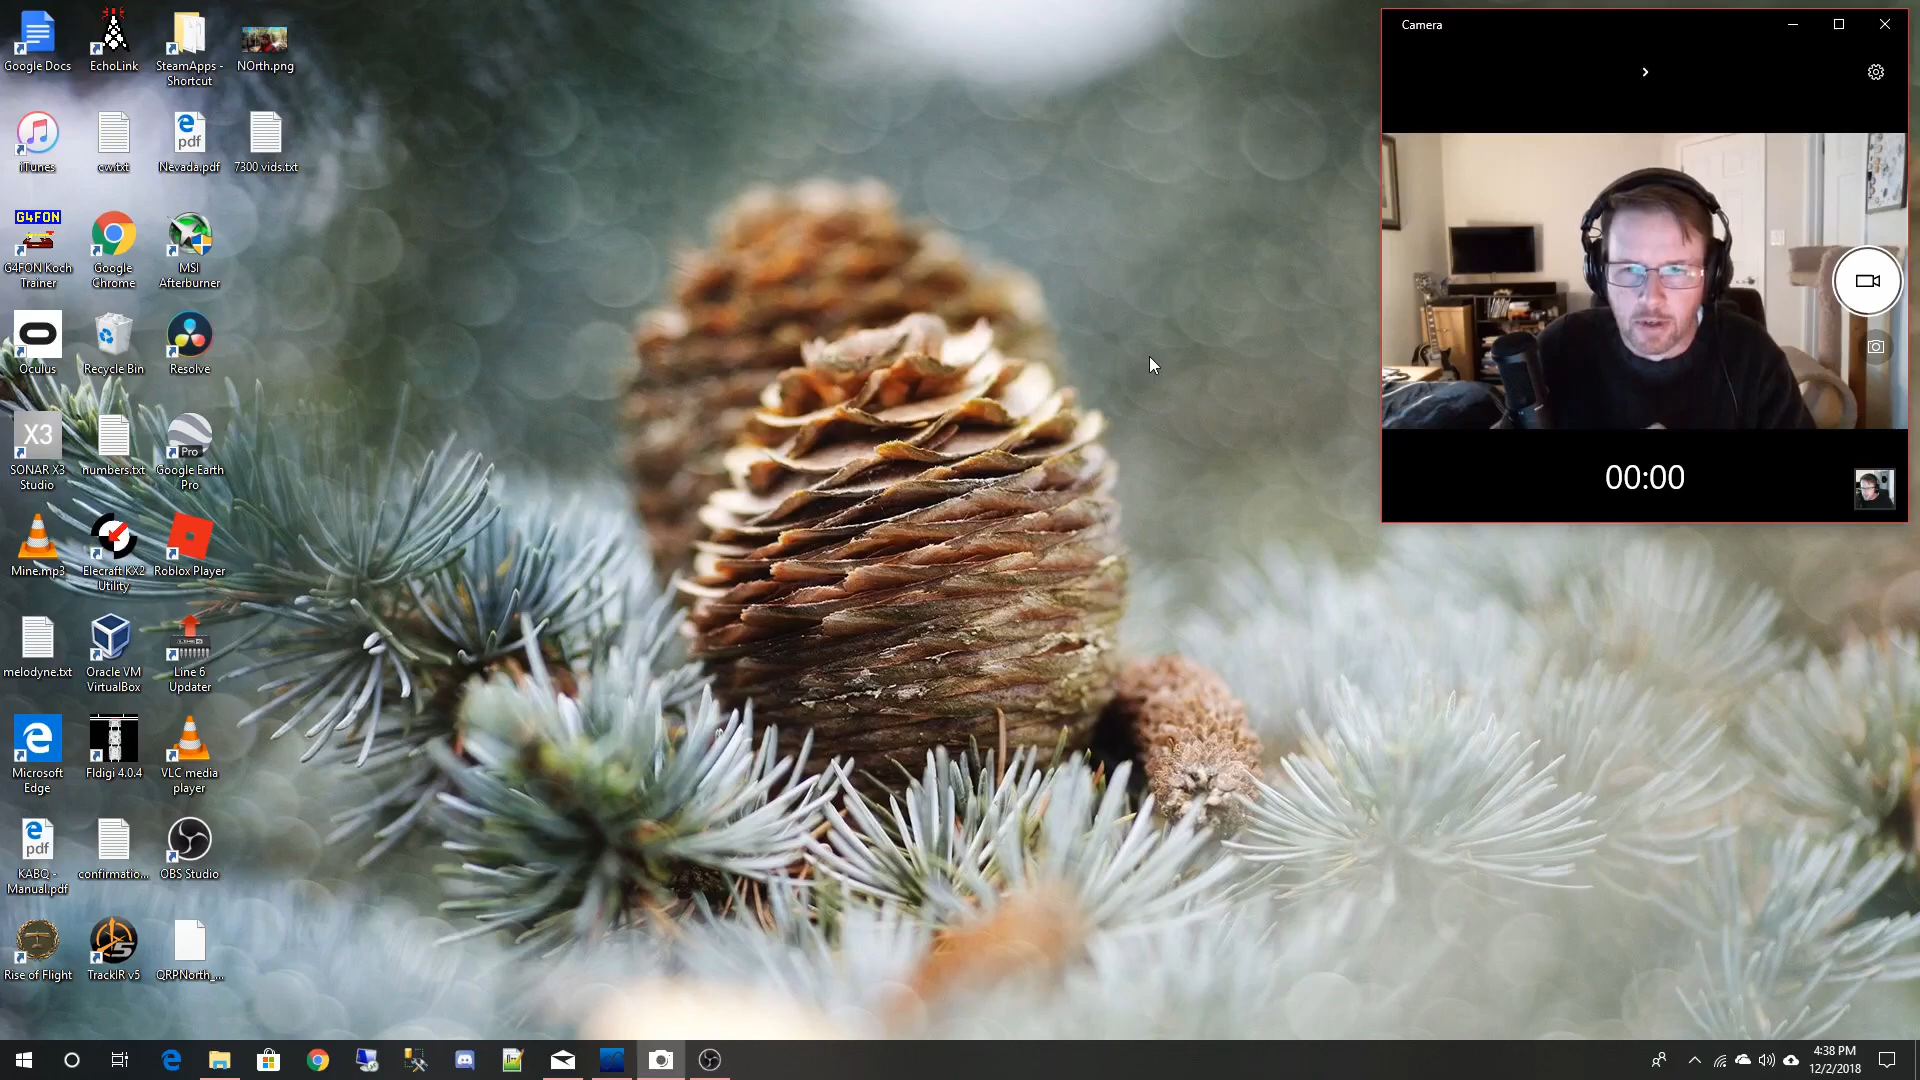 Google Docs
EchoLink
SteamApps -
Shortcut
NOrth.png
iTunes
cw.txt
pdf
Nevada.pdf
7300 vids.txt
G4FON
G4FON Koch
Trainer
Google
Chrome
MSI
Afterburner
Oculus
Recycle Bin
Resolve
X3
SONAR X3
Studio
numbers.txt
Pro
Google Earth
Pro
Mine.mp3
Elecraft KX2
Utility
Roblox Player
melodyne.txt
Oracle VM
VirtualBox
LINE 6
Line 6
Updater
Microsoft
Edge
Fldigi 4.0.4
VLC media
player
pdf
KABQ -
Manual.pdf
confirmatio...
OBS Studio
Rise of Flight
5
TrackIR v5
QRPNorth_...
Camera
00:00
4:38 PM
12/2/2018